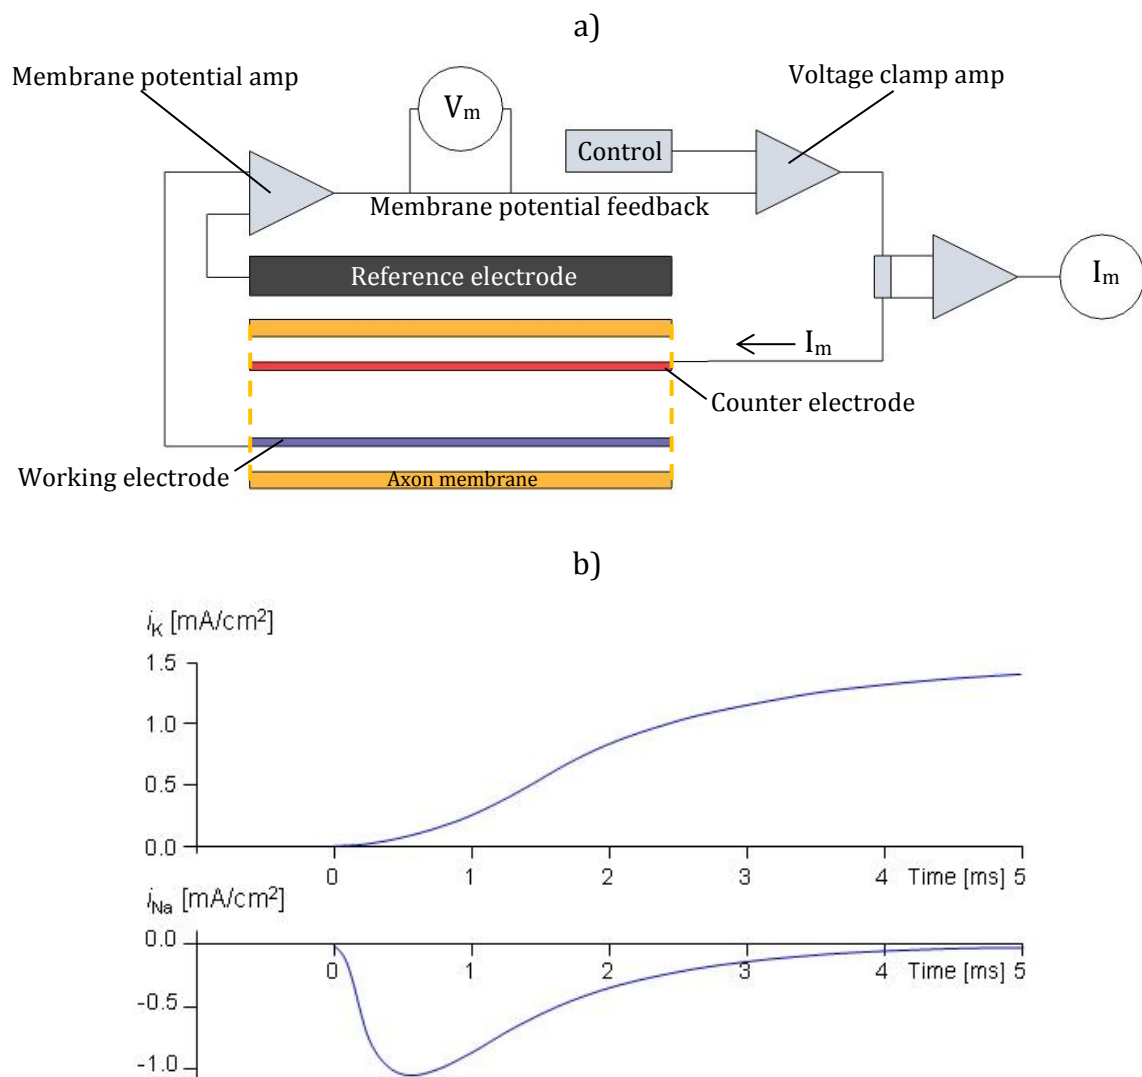 a)
Membrane potential amp
Voltage clamp amp
Vm
Control
Membrane potential feedback
Reference electrode
Im
Im
Counter electrode
Working electrode
Axon membrane
b)
iK [mA/cm²]
1.5
1.0
0.5
0.0
0 1 2 3 4 Time [ms] 5
iNa [mA/cm²]
0.0
0 1 2 3 4 Time [ms] 5
-0.5
-1.0